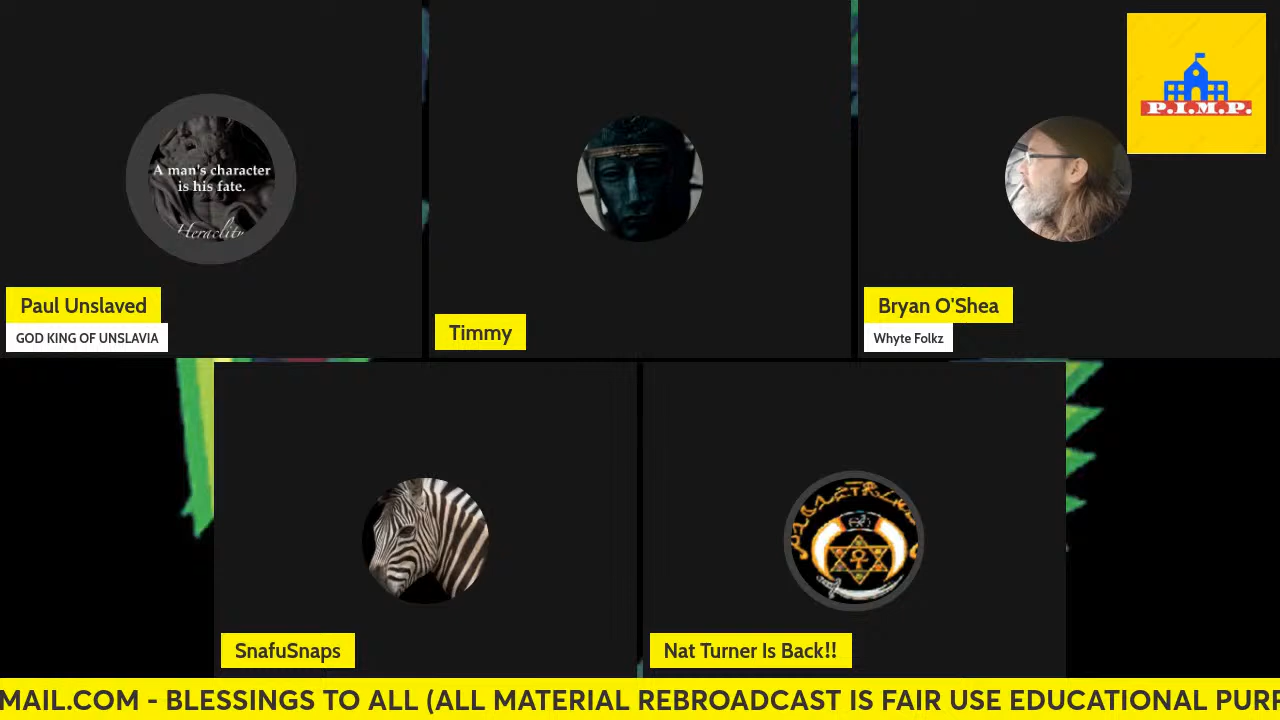 A man's character
is his fate.
Heraclitv
Paul Unslaved
GOD KING OF UNSLAVIA
Timmy
P.I.M.P.
Bryan O'Shea
Whyte Folkz
SnafuSnaps
Nat Turner Is Back!!
MAIL.COM - BLESSINGS TO ALL (ALL MATERIAL REBROADCAST IS FAIR USE EDUCATIONAL